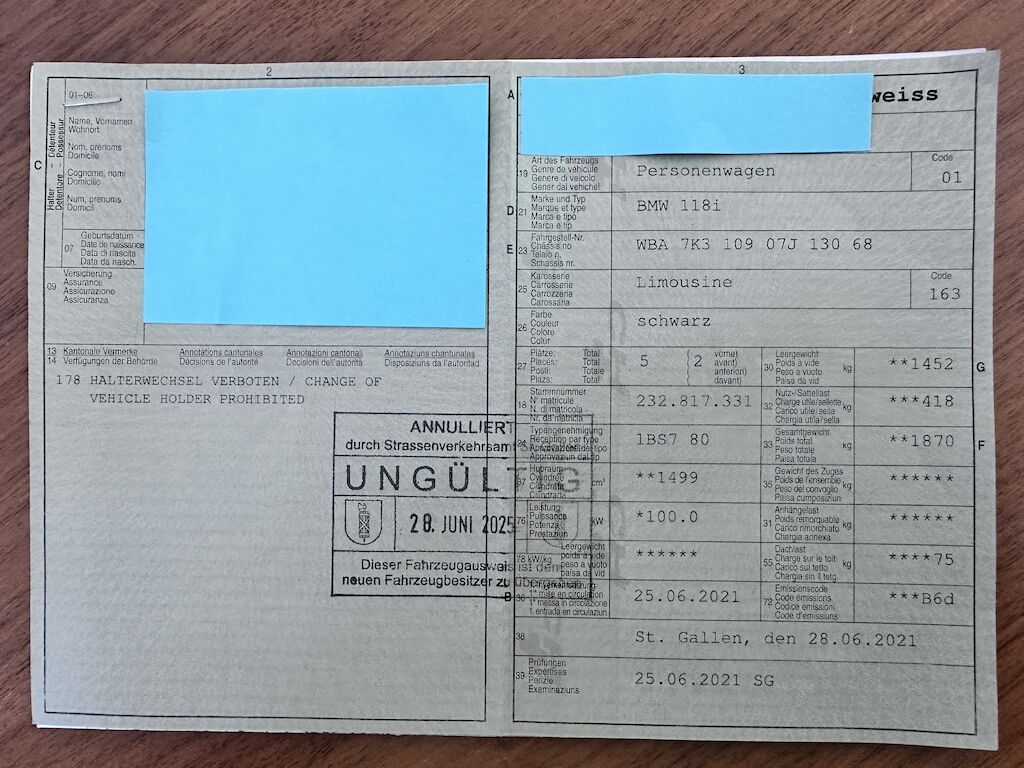 2
01–06
Détenteur Possessur
Halter Detentore
C
Name, Vornamen
Wohnort
Nom, prénoms
Domicile
Cognome, nomi
Domicilio
Num, prenums
Domicil
07
Geburtsdatum
Date de naissance
Data di nascita
Data da nasch.
09
Versicherung
Assurance
Assicurazione
Assicuranza
13 Kantonale Vermerke Annotations cantonales Annotazioni cantonali Annotaziuns chantunales
14 Verfügungen der Behörde Décisions de l'autorité Decisioni dell'autorità Disposiziuns da l'autoritad
178 HALTERWECHSEL VERBOTEN / CHANGE OF
VEHICLE HOLDER PROHIBITED
ANNULLIERT
durch Strassenverkehrsamt
UNGÜLTIG
28. JUNI 2025
Dieser Fahrzeugausweis ist dem
neuen Fahrzeugbesitzer zu übergeben
3
A
weiss
19
Art des Fahrzeugs
Genre de véhicule
Genere di veicolo
Gener dal vehichel
Personenwagen
Code
01
D
21
Marke und Typ
Marque et type
Marca e tipo
Marca e tip
BMW 118i
E
23
Fahrgestell-Nr.
Châssis no
Telaio n.
Schassis nr.
WBA 7K3 109 07J 130 68
25
Karosserie
Carrosserie
Carrozzeria
Carossaria
Limousine
Code
163
26
Farbe
Couleur
Colore
Colur
schwarz
27
Plätze: Total
Places: Total
Posti: Totale
Plazs: Total
5 (2
vorne)
avant)
anteriori)
davant)
30
Leergewicht
Poids à vide
Peso a vuoto
Paisa da vid
kg
**1452
G
18
Stammnummer
N° matricule
N. di matricola
Nr. da matricla
232.817.331
32
Nutz-/Sattellast
Charge utile/sellette
Carico utile/sella
Chargia utila/sella
kg
***418
24
Typengenehmigung
Réception par type
Approvazione del tipo
Approvaziun dal tip
1BS7 80
33
Gesamtgewicht
Poids total
Peso totale
Paisa totala
kg
**1870
F
37
Hubraum
Cylindrée
Cilindrata
Cilindrada
cm³
**1499
35
Gewicht des Zuges
Poids de l'ensemble
Peso del convoglio
Paisa cumposiziun
kg
******
76
Leistung
Puissance
Potenza
Prestaziun
kW
*100.0
31
Anhängelast
Poids remorquable
Carico rimorchiato
Chargia annexa
kg
******
78 kW/kg
Leergewicht
poids à vide
peso a vuoto
paisa da vid
******
55
Dachlast
Charge sur le toit
Carico sul tetto
Chargia sin il tetg
kg
****75
B
36
1. Inverkehrsetzung
1re mise en circulation
1a messa in circolazione
1. entrada en circulaziun
25.06.2021
72
Emissionscode
Code émissions
Codice emissioni
Code d'emissiuns
***B6d
38
St. Gallen, den 28.06.2021
39
Prüfungen
Expertises
Perizie
Examinaziuns
25.06.2021 SG